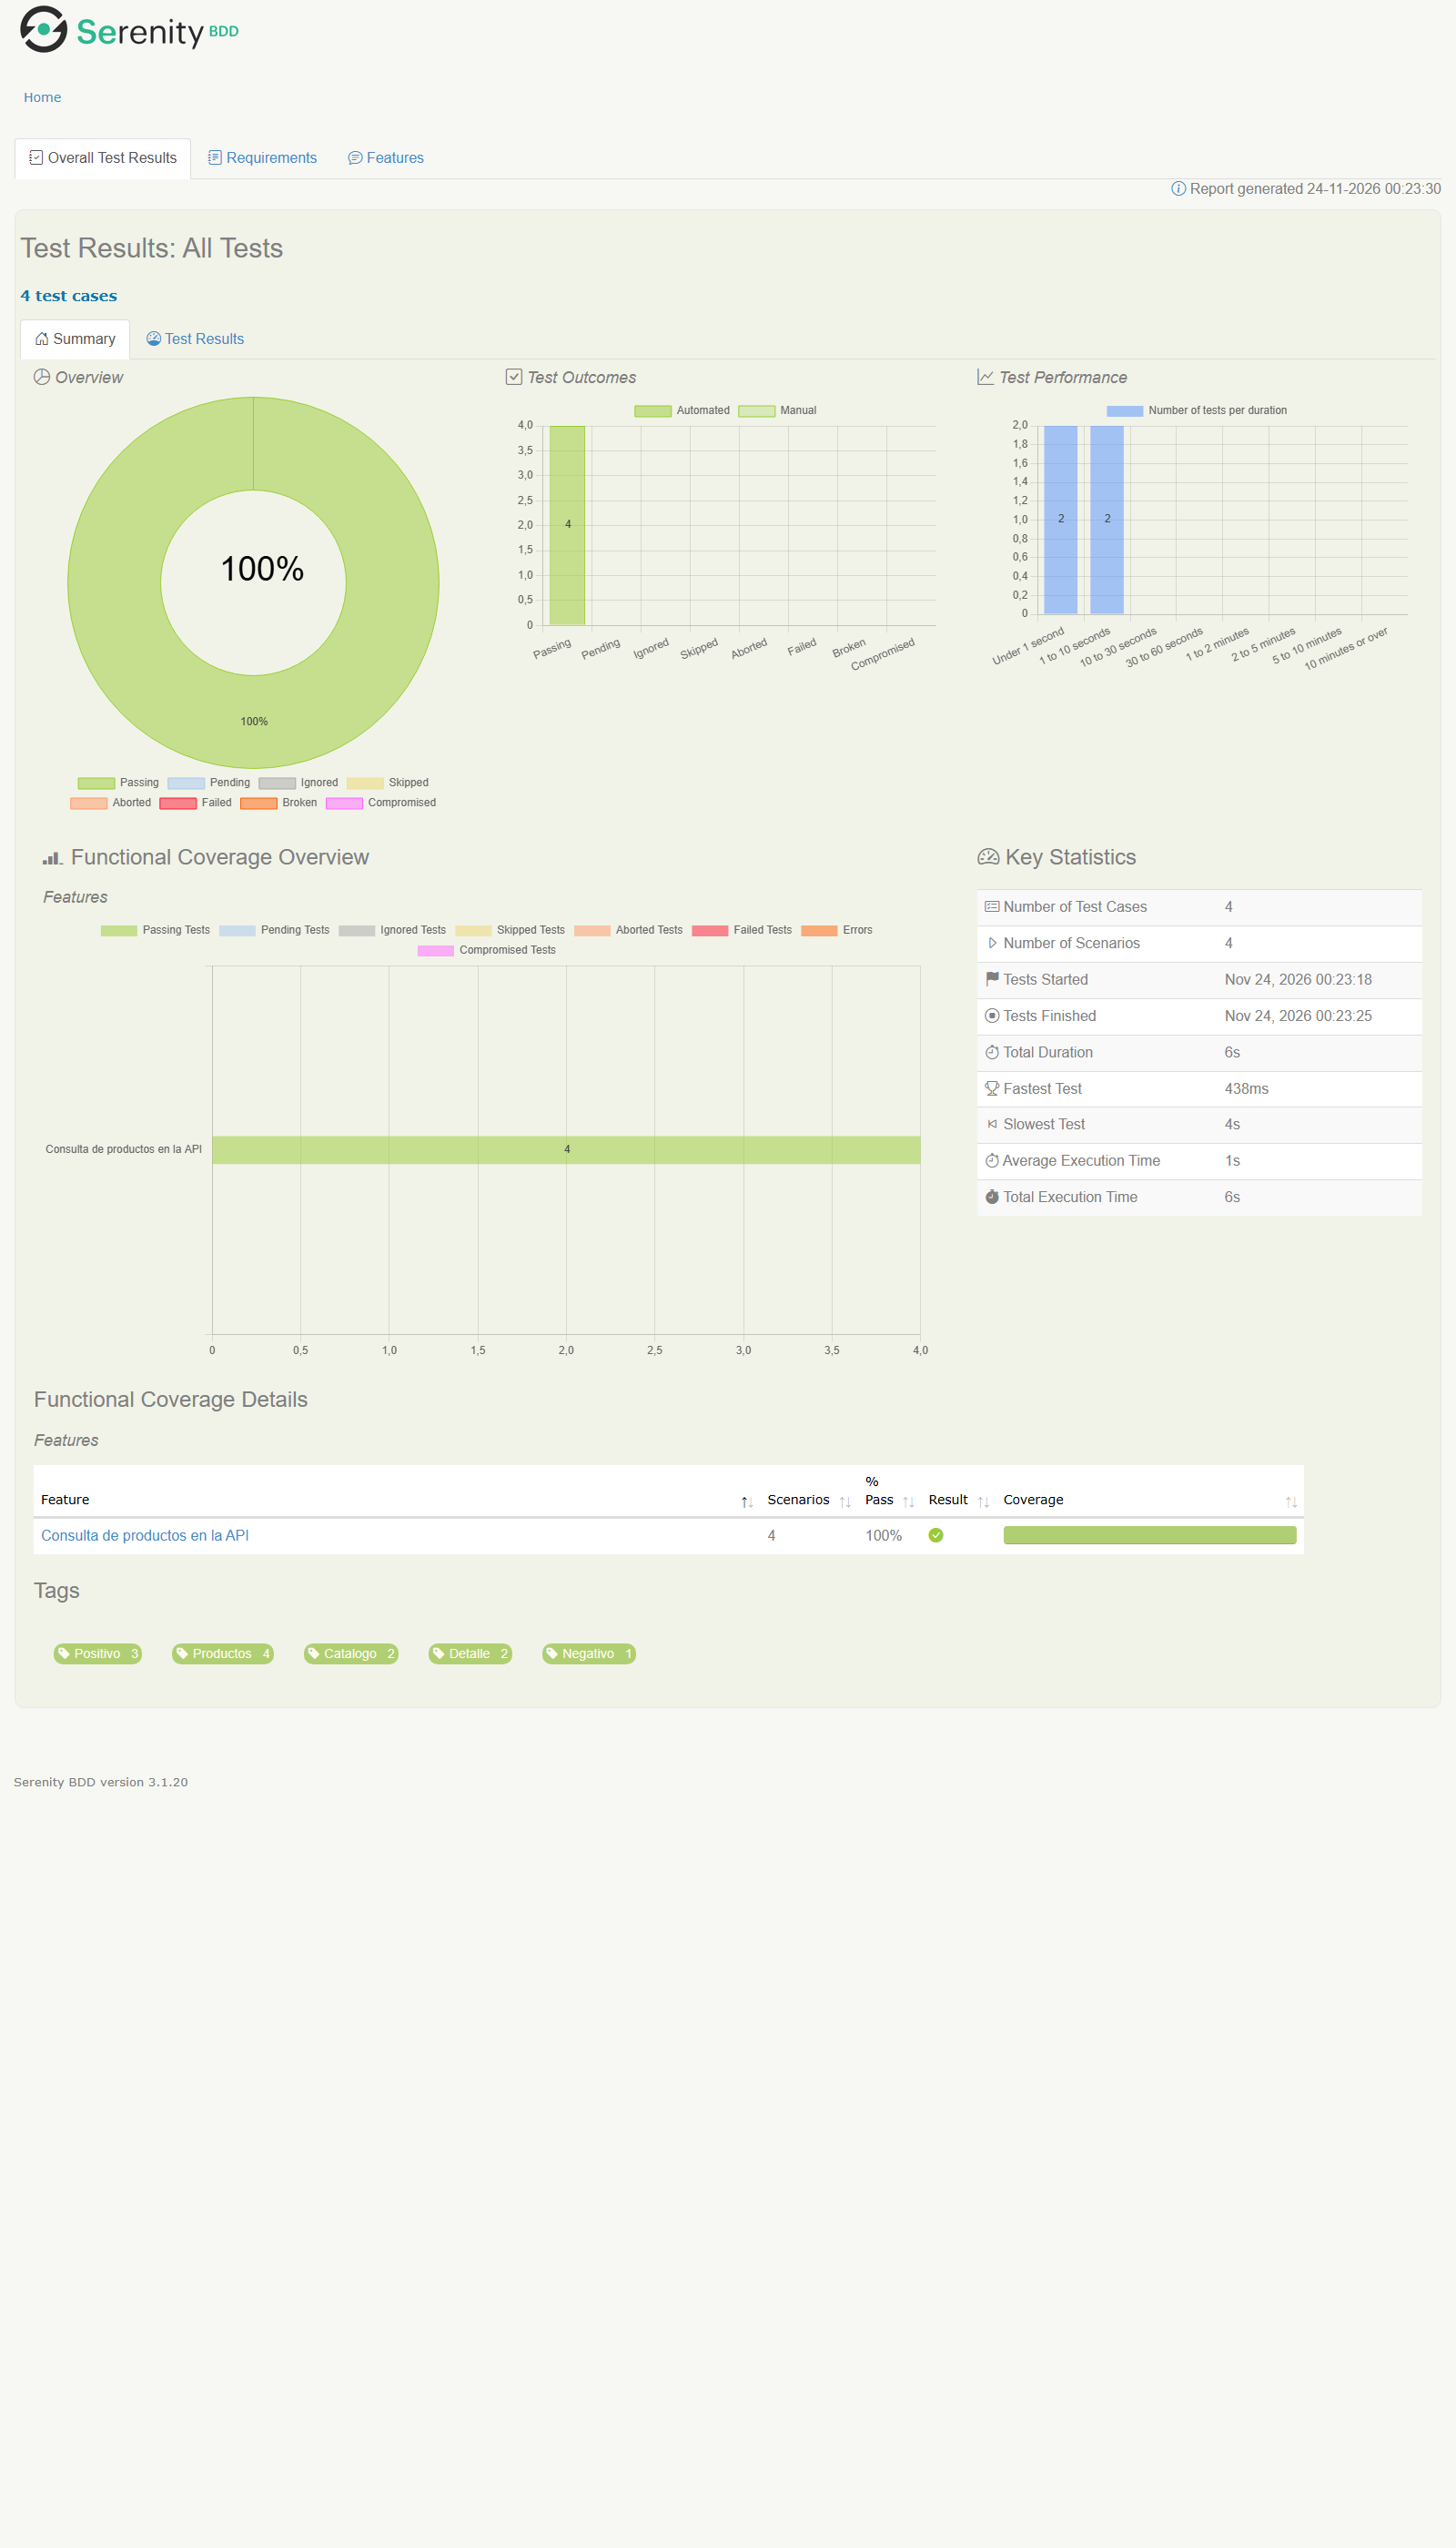 Serenity BDD
Home
Overall Test Results Requirements Features
Report generated 24-11-2026 00:23:30
Test Results: All Tests
4 test cases
Summary Test Results
Overview
100%
100%
Passing Pending Ignored Skipped
Aborted Failed Broken Compromised
Test Outcomes
Automated Manual
4,0
3,5
3,0
2,5
2,0
1,5
1,0
0,5
0
4
Passing Pending Ignored Skipped Aborted Failed Broken Compromised
Test Performance
Number of tests per duration
2,0
1,8
1,6
1,4
1,2
1,0
0,8
0,6
0,4
0,2
0
2 2
Under 1 second 1 to 10 seconds 10 to 30 seconds 30 to 60 seconds 1 to 2 minutes 2 to 5 minutes 5 to 10 minutes 10 minutes or over
Functional Coverage Overview
Features
Passing Tests Pending Tests Ignored Tests Skipped Tests Aborted Tests Failed Tests Errors
Compromised Tests
Consulta de productos en la API 4
0 0,5 1,0 1,5 2,0 2,5 3,0 3,5 4,0
Key Statistics
Number of Test Cases 4
Number of Scenarios 4
Tests Started Nov 24, 2026 00:23:18
Tests Finished Nov 24, 2026 00:23:25
Total Duration 6s
Fastest Test 438ms
Slowest Test 4s
Average Execution Time 1s
Total Execution Time 6s
Functional Coverage Details
Features
Feature Scenarios % Pass Result Coverage
Consulta de productos en la API 4 100%
Tags
Positivo 3 Productos 4 Catalogo 2 Detalle 2 Negativo 1
Serenity BDD version 3.1.20